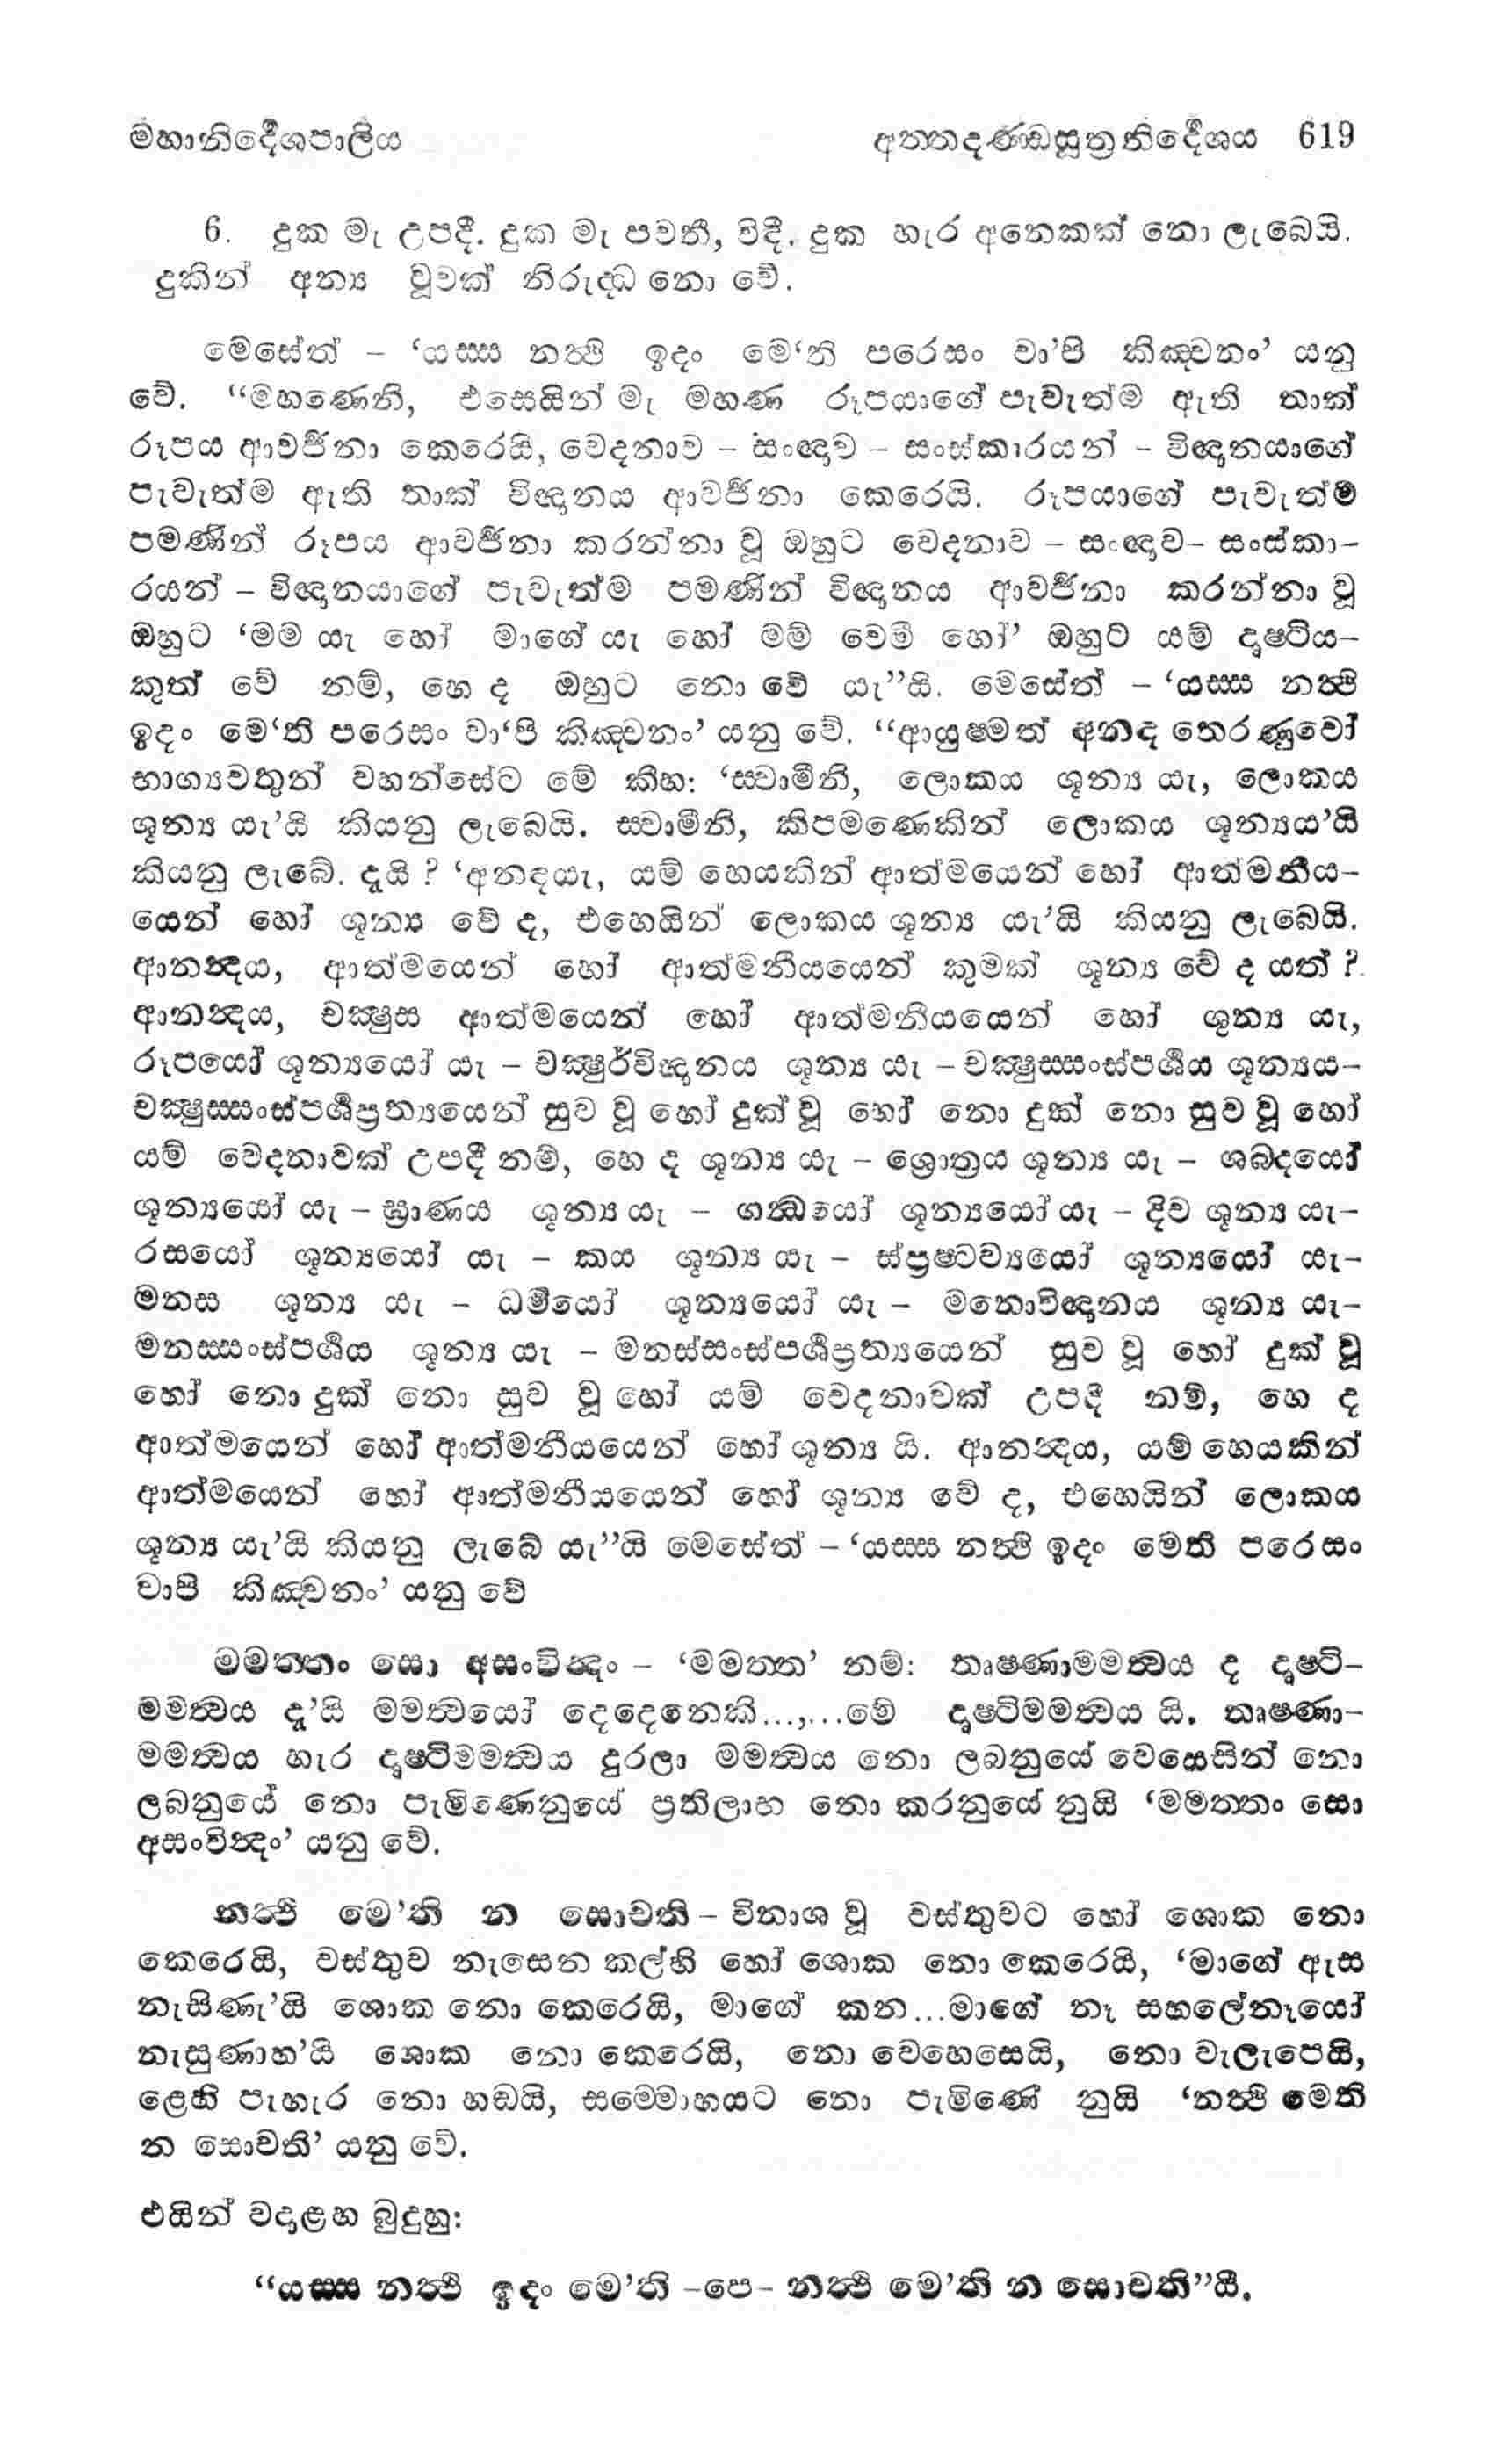 මහානිර්දේශපාලිය අත්තදණ්ඩසූත්‍රනිර්දේශය 619
6. දුක මැ උපදී. දුක මැ පවතී, විදී. දුක හැර අනෙකක් නො ලැබෙයි.
දුකින් අන්‍ය වූවක් නිරුද්ධ නො වේ.
මෙසේත් – ‘යස්ස නත්ථි ඉදං මේ‘ති පරෙසං වා’පි කිඤ්චනං’ යනු
වේ. “මහණෙනි, එසෙයින් මැ මහණ රූපයාගේ පැවැත්ම ඇති තාක්
රූපය ආවර්ජනා කෙරෙයි, වෙදනාව – සංඥාව – සංස්කාරයන් – විඥානයාගේ
පැවැත්ම ඇති තාක් විඥානය ආවර්ජනා කෙරෙයි. රූපයාගේ පැවැත්ම
පමණින් රූපය ආවර්ජනා කරන්නා වූ ඔහුට වෙදනාව – සංඥාව– සංස්කා–
රයන් – විඥානයාගේ පැවැත්ම පමණින් විඥානය ආවර්ජනා කරන්නා වූ
ඔහුට ‘මම යැ හෝ මාගේ යැ හෝ මම් වෙමි හෝ’ ඔහුට යම් දෘෂ්ටිය–
කුත් වේ නම්, හෙ ද ඔහුට නො වේ යැ”යි. මෙසේත් – ‘යස්ස නත්ථි
ඉදං මේ‘ති පරෙසං වා‘පි කිඤ්චනං’ යනු වේ. “ආයුෂ්මත් අනඳ තෙරණුවෝ
භාග්‍යවතුන් වහන්සේට මේ කීහ: ‘ස්වාමීනි, ලොකය ශූන්‍ය යැ, ලොකය
ශූන්‍ය යැ’යි කියනු ලැබෙයි. ස්වාමීනි, කිපමණෙකින් ලොකය ශූන්‍යය’යි
කියනු ලැබේ. දැයි ? ‘අනඳයැ, යම් හෙයකින් ආත්මයෙන් හෝ ආත්මනීය–
යෙන් හෝ ශූන්‍ය වේ ද, එහෙයින් ලොකය ශූන්‍ය යැ’යි කියනු ලැබෙයි.
ආනන්දය, ආත්මයෙන් හෝ ආත්මනීයයෙන් කුමක් ශූන්‍ය වේ ද යත් ?
ආනන්දය, චක්ෂුස ආත්මයෙන් හෝ ආත්මනීයයෙන් හෝ ශූන්‍ය යැ,
රූපයෝ ශූන්‍යයෝ යැ – චක්ෂුර්විඥානය ශූන්‍ය යැ – චක්ෂුස්සංස්පර්ශය ශූන්‍යය–
චක්ෂුස්සංස්පර්ශප්‍රත්‍යයෙන් සුව වූ හෝ දුක් වූ හෝ නො දුක් නො සුව වූ හෝ
යම් වෙදනාවක් උපදී නම්, හෙ ද ශූන්‍ය යැ – ශ්‍රොත්‍රය ශූන්‍ය යැ – ශබ්දයෝ
ශූන්‍යයෝ යැ – ඝ්‍රාණය ශූන්‍ය යැ – ගන්ධයෝ ශූන්‍යයෝ යැ – දිව ශූන්‍ය යැ–
රසයෝ ශූන්‍යයෝ යැ – කය ශූන්‍ය යැ – ස්ප්‍රෂ්ටව්‍යයෝ ශූන්‍යයෝ යැ–
මනස ශූන්‍ය යැ – ධර්මයෝ ශූන්‍යයෝ යැ – මනොවිඥානය ශූන්‍ය යැ–
මනස්සංස්පර්ශය ශූන්‍ය යැ – මනස්සංස්පර්ශප්‍රත්‍යයෙන් සුව වූ හෝ දුක් වූ
හෝ නො දුක් නො සුව වූ හෝ යම් වෙදනාවක් උපදී නම්, හෙ ද
ආත්මයෙන් හෝ ආත්මනීයයෙන් හෝ ශූන්‍ය යි. ආනන්දය, යම් හෙයකින්
ආත්මයෙන් හෝ ආත්මනීයයෙන් හෝ ශූන්‍ය වේ ද, එහෙයින් ලොකය
ශූන්‍ය යැ’යි කියනු ලැබේ යැ”යි මෙසේත් – ‘යස්ස නත්ථි ඉදං මෙති පරෙසං
වාපි කිඤ්චනං’ යනු වේ
මමත්තං සො අසංවින්දං – ‘මමත්ත’ නම්: තෘෂ්ණාමමත්වය ද දෘෂ්ටි–
මමත්වය ද’යි මමත්වයෝ දෙදෙනෙකි...,...මේ දෘෂ්ටිමමත්වය යි. තෘෂ්ණා–
මමත්වය හැර දෘෂ්ටිමමත්වය දුරලා මමත්වය නො ලබනුයේ වෙසෙසින් නො
ලබනුයේ නො පැමිණෙනුයේ ප්‍රතිලාභ නො කරනුයේ නුයි ‘මමත්තං සො
අසංවින්දං’ යනු වේ.
නත්ථි මේ’ති න සොචති – විනාශ වූ වස්තුවට හෝ ශොක නො
කෙරෙයි, වස්තුව නැසෙන කල්හි හෝ ශොක නො කෙරෙයි, ‘මාගේ ඇස
නැසිණැ’යි ශොක නො කෙරෙයි, මාගේ කන...මාගේ නෑ සහලේනෑයෝ
නැසුණාහ’යි ශොක නො කෙරෙයි, නො වෙහෙසෙයි, නො වැලැපෙයි,
ළෙහි පැහැර නො හඬයි, සම්මොහයට නො පැමිණේ නුයි ‘නත්ථි මෙති
න සොචති’ යනු වේ.
එයින් වදාළහ බුදුහු:
“යස්ස නත්ථි ඉදං මේ’ති –පෙ– නත්ථි මේ’ති න සොචති”යී.